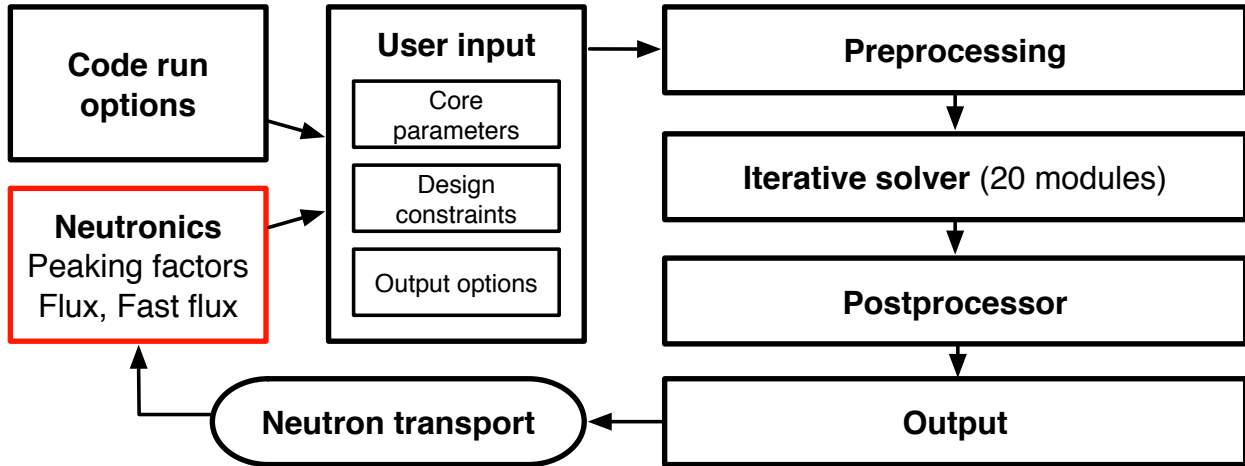 Code run
options
Neutronics
Peaking factors
Flux, Fast flux
User input
Core
parameters
Design
constraints
Output options
Preprocessing
Iterative solver (20 modules)
Postprocessor
Output
Neutron transport